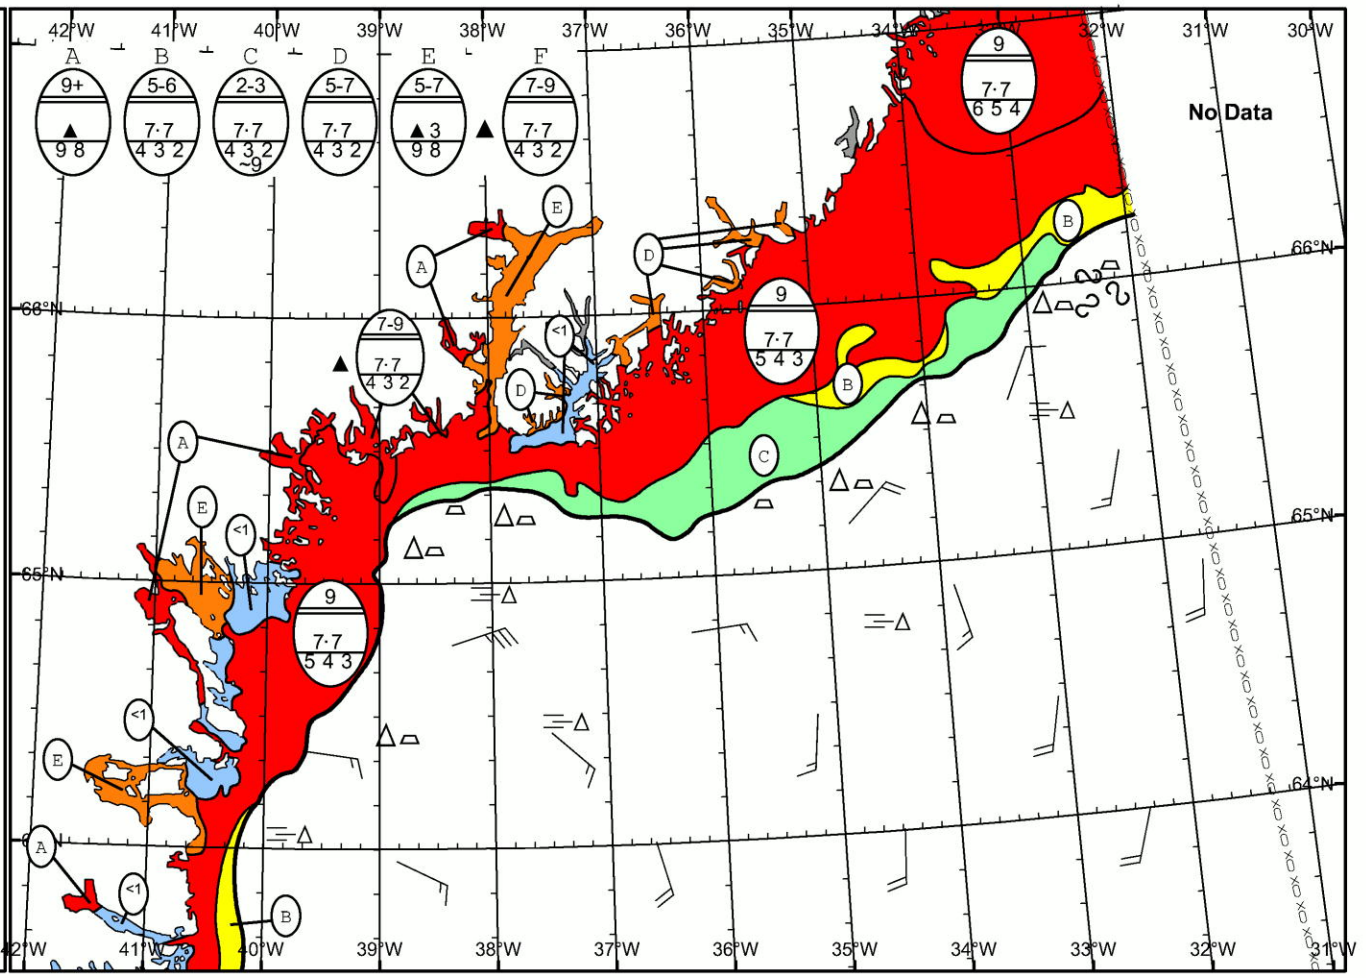 42°W 41°W 40°W 39°W 38°W 37°W 36°W 35°W 34°W 33°W 32°W 31°W 30°W
A B C D E F
9+ 5-6 2-3 5-7 5-7 7-9
▲ 7·7 7·7 7·7 ▲3 ▲ 7·7
9 8 4 3 2 4 3 2 4 3 2 9 8 4 3 2
~9
9
7·7
6 5 4
No Data
E
B
A
D
66°N
66°N
9
7·7
5 4 3
7-9
▲ 7·7
4 3 2
<1
D
B
A
C
E
<1
65°N
65°N
9
7·7
5 4 3
<1
E
64°N
A
<1
B
42°W 41°W 40°W 39°W 38°W 37°W 36°W 35°W 34°W 33°W 32°W 31°W 30°W